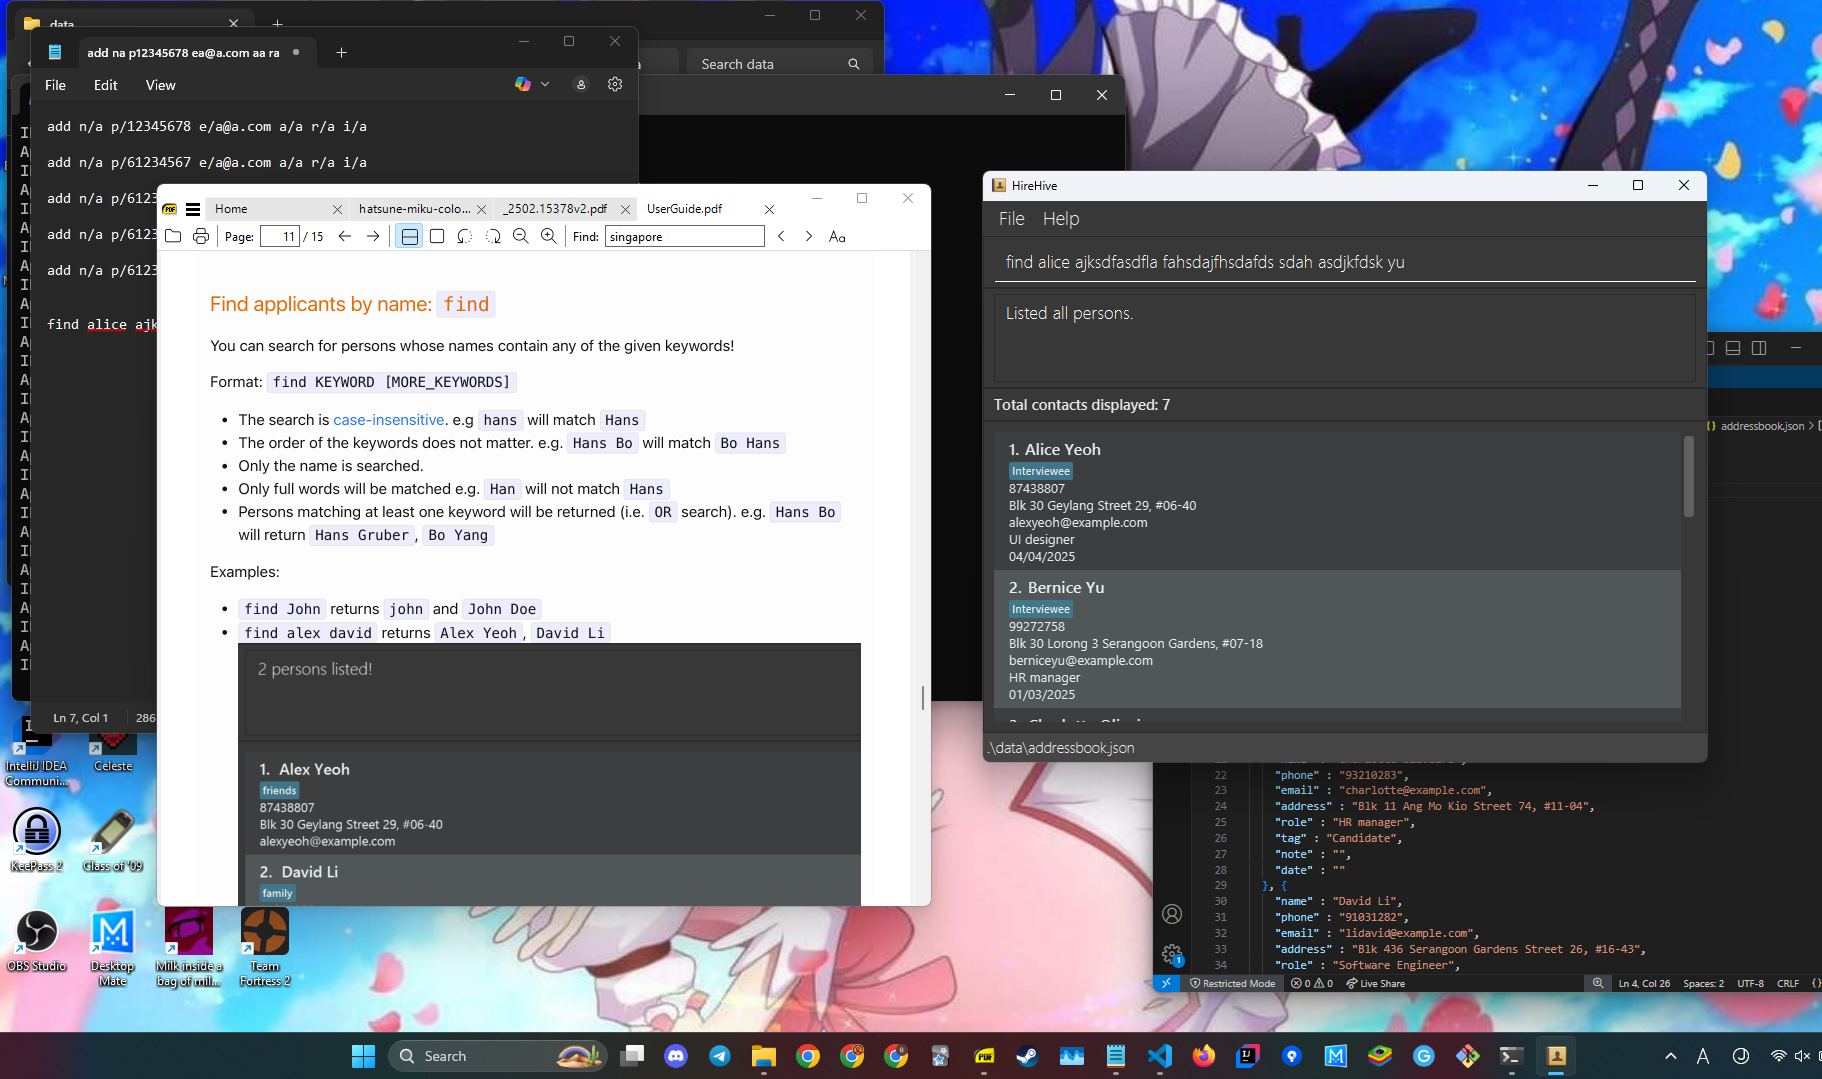 data
Search data
add na p12345678 ea@a.com aa ra
File
Edit
View
add n/a p/12345678 e/a@a.com a/a r/a i/a
add n/a p/61234567 e/a@a.com a/a r/a i/a
add n/a p/6123
add n/a p/6123
add n/a p/6123
find alice ajk
Ln 7, Col 1
286
PDF
Home
hatsune-miku-colo...
_2502.15378v2.pdf
UserGuide.pdf
Page:
11
/ 15
Find:
singapore
Aa
Find applicants by name: find
You can search for persons whose names contain any of the given keywords!
Format: find KEYWORD [MORE_KEYWORDS]
• The search is case-insensitive. e.g hans will match Hans
• The order of the keywords does not matter. e.g. Hans Bo will match Bo Hans
• Only the name is searched.
• Only full words will be matched e.g. Han will not match Hans
• Persons matching at least one keyword will be returned (i.e. OR search). e.g. Hans Bo
will return Hans Gruber, Bo Yang
Examples:
• find John returns john and John Doe
• find alex david returns Alex Yeoh, David Li
2 persons listed!
1. Alex Yeoh
friends
87438807
Blk 30 Geylang Street 29, #06-40
alexyeoh@example.com
2. David Li
family
HireHive
File
Help
find alice ajksdfasdfla fahsdajfhsdafds sdah asdjkfdsk yu
Listed all persons.
Total contacts displayed: 7
1. Alice Yeoh
Interviewee
87438807
Blk 30 Geylang Street 29, #06-40
alexyeoh@example.com
UI designer
04/04/2025
2. Bernice Yu
Interviewee
99272758
Blk 30 Lorong 3 Serangoon Gardens, #07-18
berniceyu@example.com
HR manager
01/03/2025
.\data\addressbook.json
addressbook.json
22 "phone" : "93210283",
23 "email" : "charlotte@example.com",
24 "address" : "Blk 11 Ang Mo Kio Street 74, #11-04",
25 "role" : "HR manager",
26 "tag" : "Candidate",
27 "note" : "",
28 "date" : ""
29 }, {
30 "name" : "David Li",
31 "phone" : "91031282",
32 "email" : "lidavid@example.com",
33 "address" : "Blk 436 Serangoon Gardens Street 26, #16-43",
34 "role" : "Software Engineer",
Restricted Mode
0
0
Live Share
Ln 4, Col 26
Spaces: 2
UTF-8
CRLF
IntelliJ IDEA
Communi...
Celeste
KeePass 2
Class of '09
OBS Studio
Desktop
Mate
Milk inside a
bag of mil...
Team
Fortress 2
Search